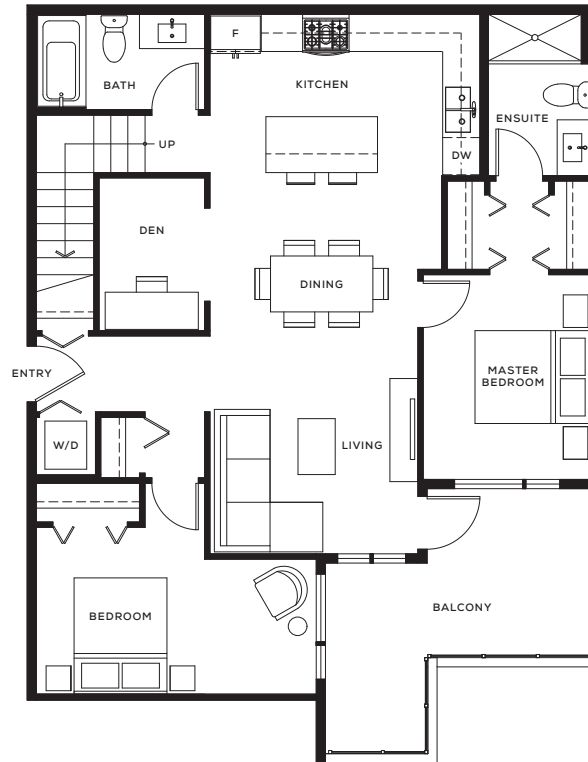 F
KITCHEN
BATH
ENSUITE
UP
DW
DEN
DINING
ENTRY
MASTER
BEDROOM
W/D
LIVING
BEDROOM
BALCONY